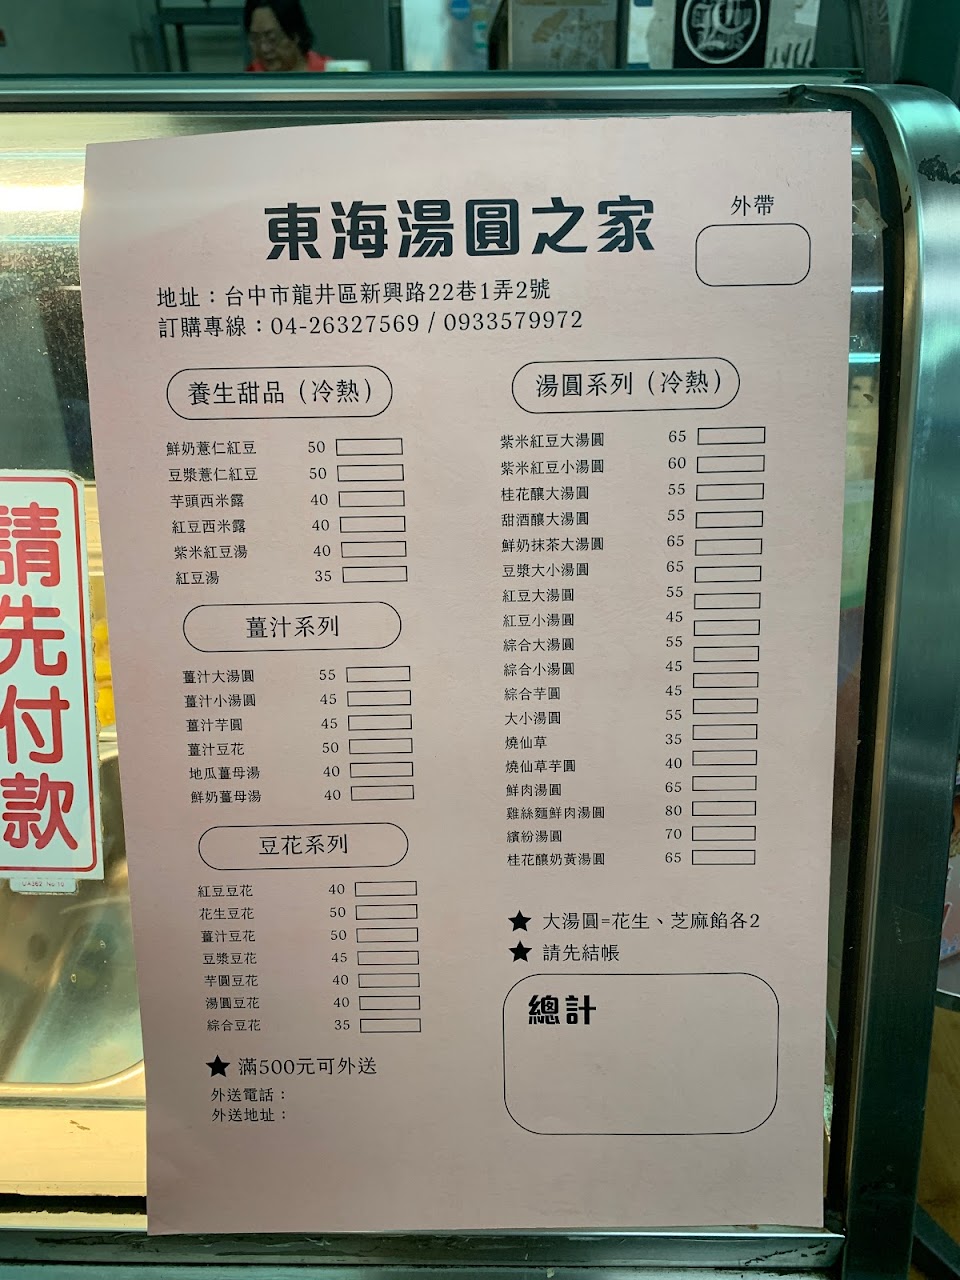 東海湯圓之家
外帶
地址：台中市龍井區新興路22巷1弄2號
訂購專線：04-26327569 / 0933579972
養生甜品（冷熱）
鮮奶薏仁紅豆 50
豆漿薏仁紅豆 50
芋頭西米露 40
紅豆西米露 40
紫米紅豆湯 40
紅豆湯 35
薑汁系列
薑汁大湯圓 55
薑汁小湯圓 45
薑汁芋圓 45
薑汁豆花 50
地瓜薑母湯 40
鮮奶薑母湯 40
豆花系列
紅豆豆花 40
花生豆花 50
薑汁豆花 50
豆漿豆花 45
芋圓豆花 40
湯圓豆花 40
綜合豆花 35
★ 滿500元可外送
外送電話：
外送地址：
湯圓系列（冷熱）
紫米紅豆大湯圓 65
紫米紅豆小湯圓 60
桂花釀大湯圓 55
甜酒釀大湯圓 55
鮮奶抹茶大湯圓 65
豆漿大小湯圓 65
紅豆大湯圓 55
紅豆小湯圓 45
綜合大湯圓 55
綜合小湯圓 45
綜合芋圓 45
大小湯圓 55
燒仙草 35
燒仙草芋圓 40
鮮肉湯圓 65
雞絲麵鮮肉湯圓 80
繽紛湯圓 70
桂花釀奶黃湯圓 65
★ 大湯圓=花生、芝麻餡各2
★ 請先結帳
總計
請先付款